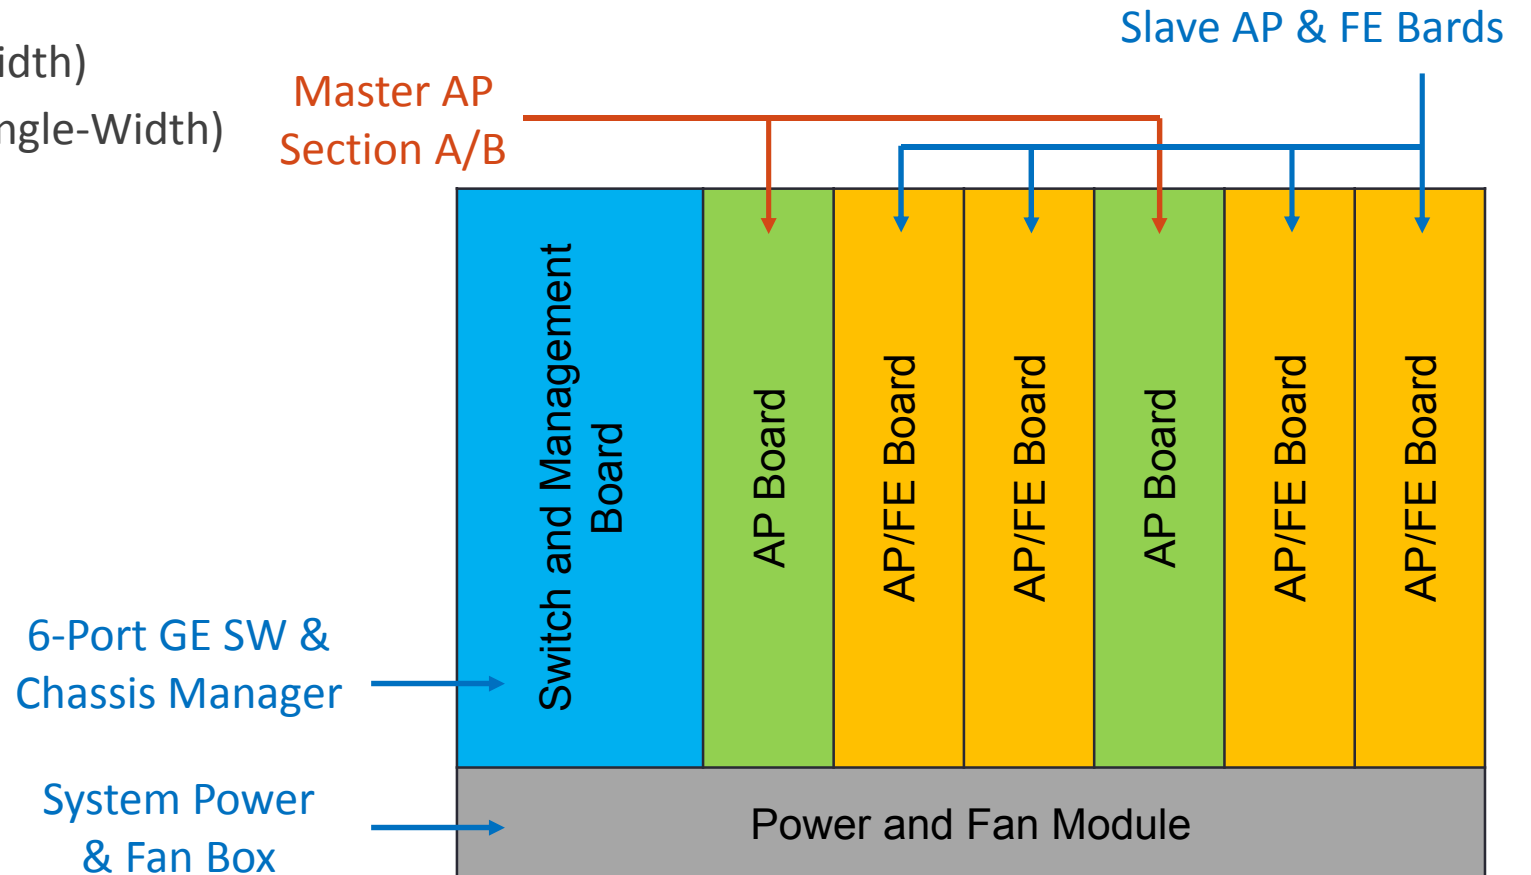 idth)
ngle-Width)
Slave AP & FE Bards
Master AP
Section A/B
Switch and Management
Board
AP Board
AP/FE Board
AP/FE Board
AP Board
AP/FE Board
AP/FE Board
6-Port GE SW &
Chassis Manager
System Power
& Fan Box
Power and Fan Module